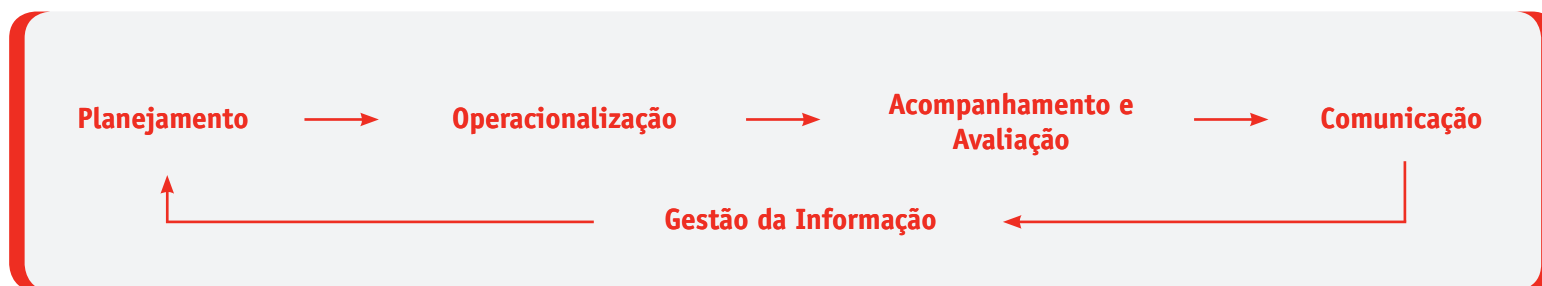 Planejamento
Operacionalização
Acompanhamento e
Avaliação
Comunicação
Gestão da Informação